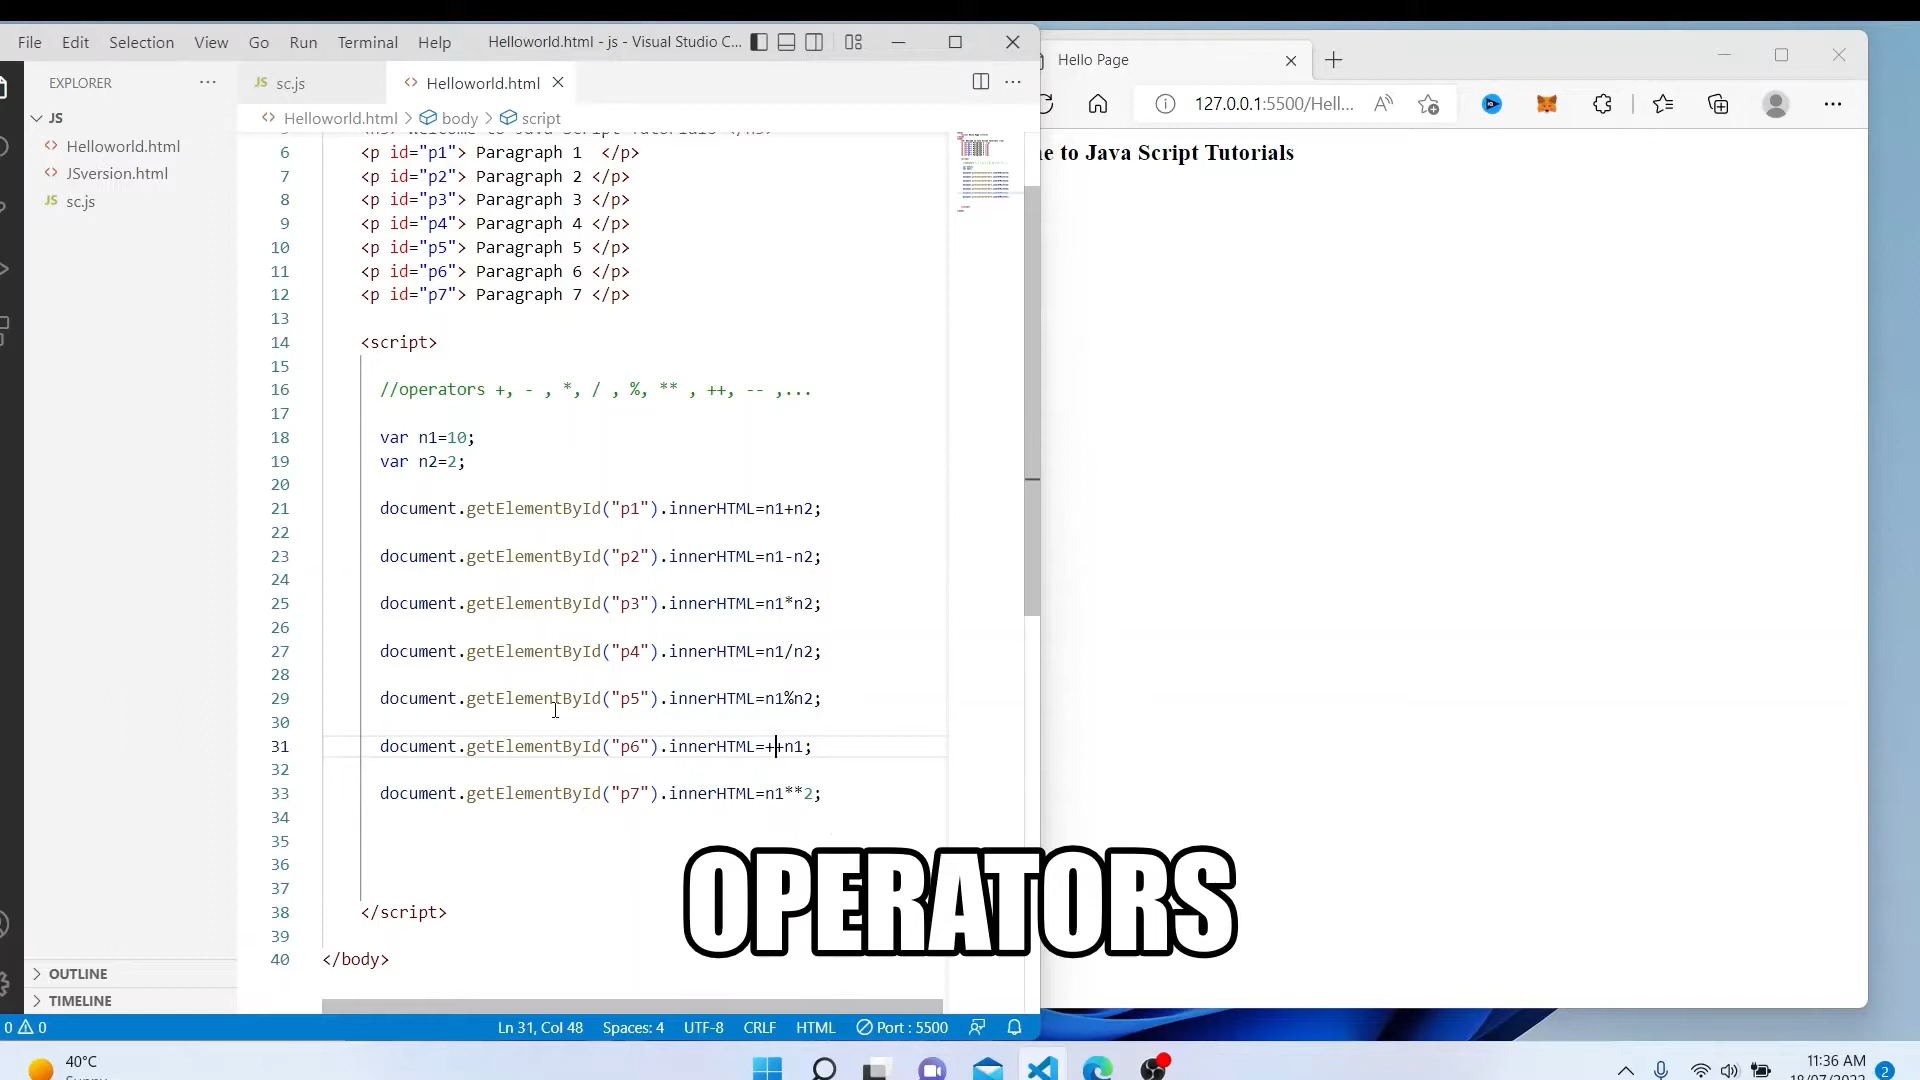 File Edit Selection View Go Run Terminal Help Helloworld.html - js - Visual Studio C...
EXPLORER
JS
Helloworld.html
JSversion.html
JS sc.js
OUTLINE
TIMELINE
JS sc.js
Helloworld.html
Helloworld.html > body > script
6 <p id="p1"> Paragraph 1  </p>
7 <p id="p2"> Paragraph 2 </p>
8 <p id="p3"> Paragraph 3 </p>
9 <p id="p4"> Paragraph 4 </p>
10 <p id="p5"> Paragraph 5 </p>
11 <p id="p6"> Paragraph 6 </p>
12 <p id="p7"> Paragraph 7 </p>
13
14 <script>
15
16 //operators +, - , *, / , %, ** , ++, -- ,...
17
18 var n1=10;
19 var n2=2;
20
21 document.getElementById("p1").innerHTML=n1+n2;
22
23 document.getElementById("p2").innerHTML=n1-n2;
24
25 document.getElementById("p3").innerHTML=n1*n2;
26
27 document.getElementById("p4").innerHTML=n1/n2;
28
29 document.getElementById("p5").innerHTML=n1%n2;
30
31 document.getElementById("p6").innerHTML=++n1;
32
33 document.getElementById("p7").innerHTML=n1**2;
34
35
36
37
38 </script>
39
40 </body>
OPERATORS
0 0 Ln 31, Col 48 Spaces: 4 UTF-8 CRLF HTML Port : 5500
Hello Page
127.0.0.1:5500/Hell...
to Java Script Tutorials
40°C
11:36 AM
2